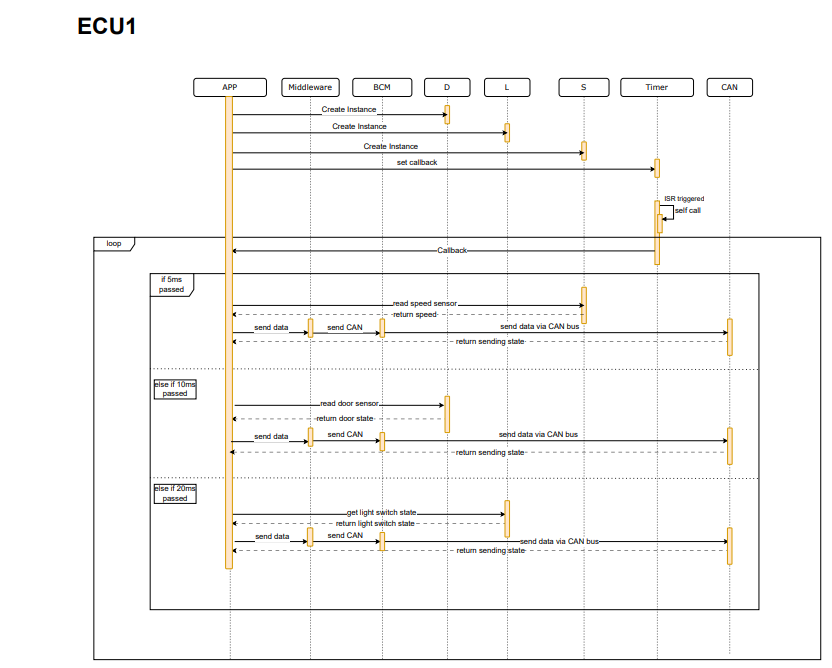 ECU1
APP Middleware BCM D L S Timer CAN
Create Instance
Create Instance
Create Instance
set callback
ISR triggered
self call
loop
Callback
if 5ms
passed
read speed sensor
return speed
send data send CAN send data via CAN bus
return sending state
else if 10ms
passed
read door sensor
return door state
send data send CAN send data via CAN bus
return sending state
else if 20ms
passed
get light switch state
return light switch state
send data send CAN send data via CAN bus
return sending state